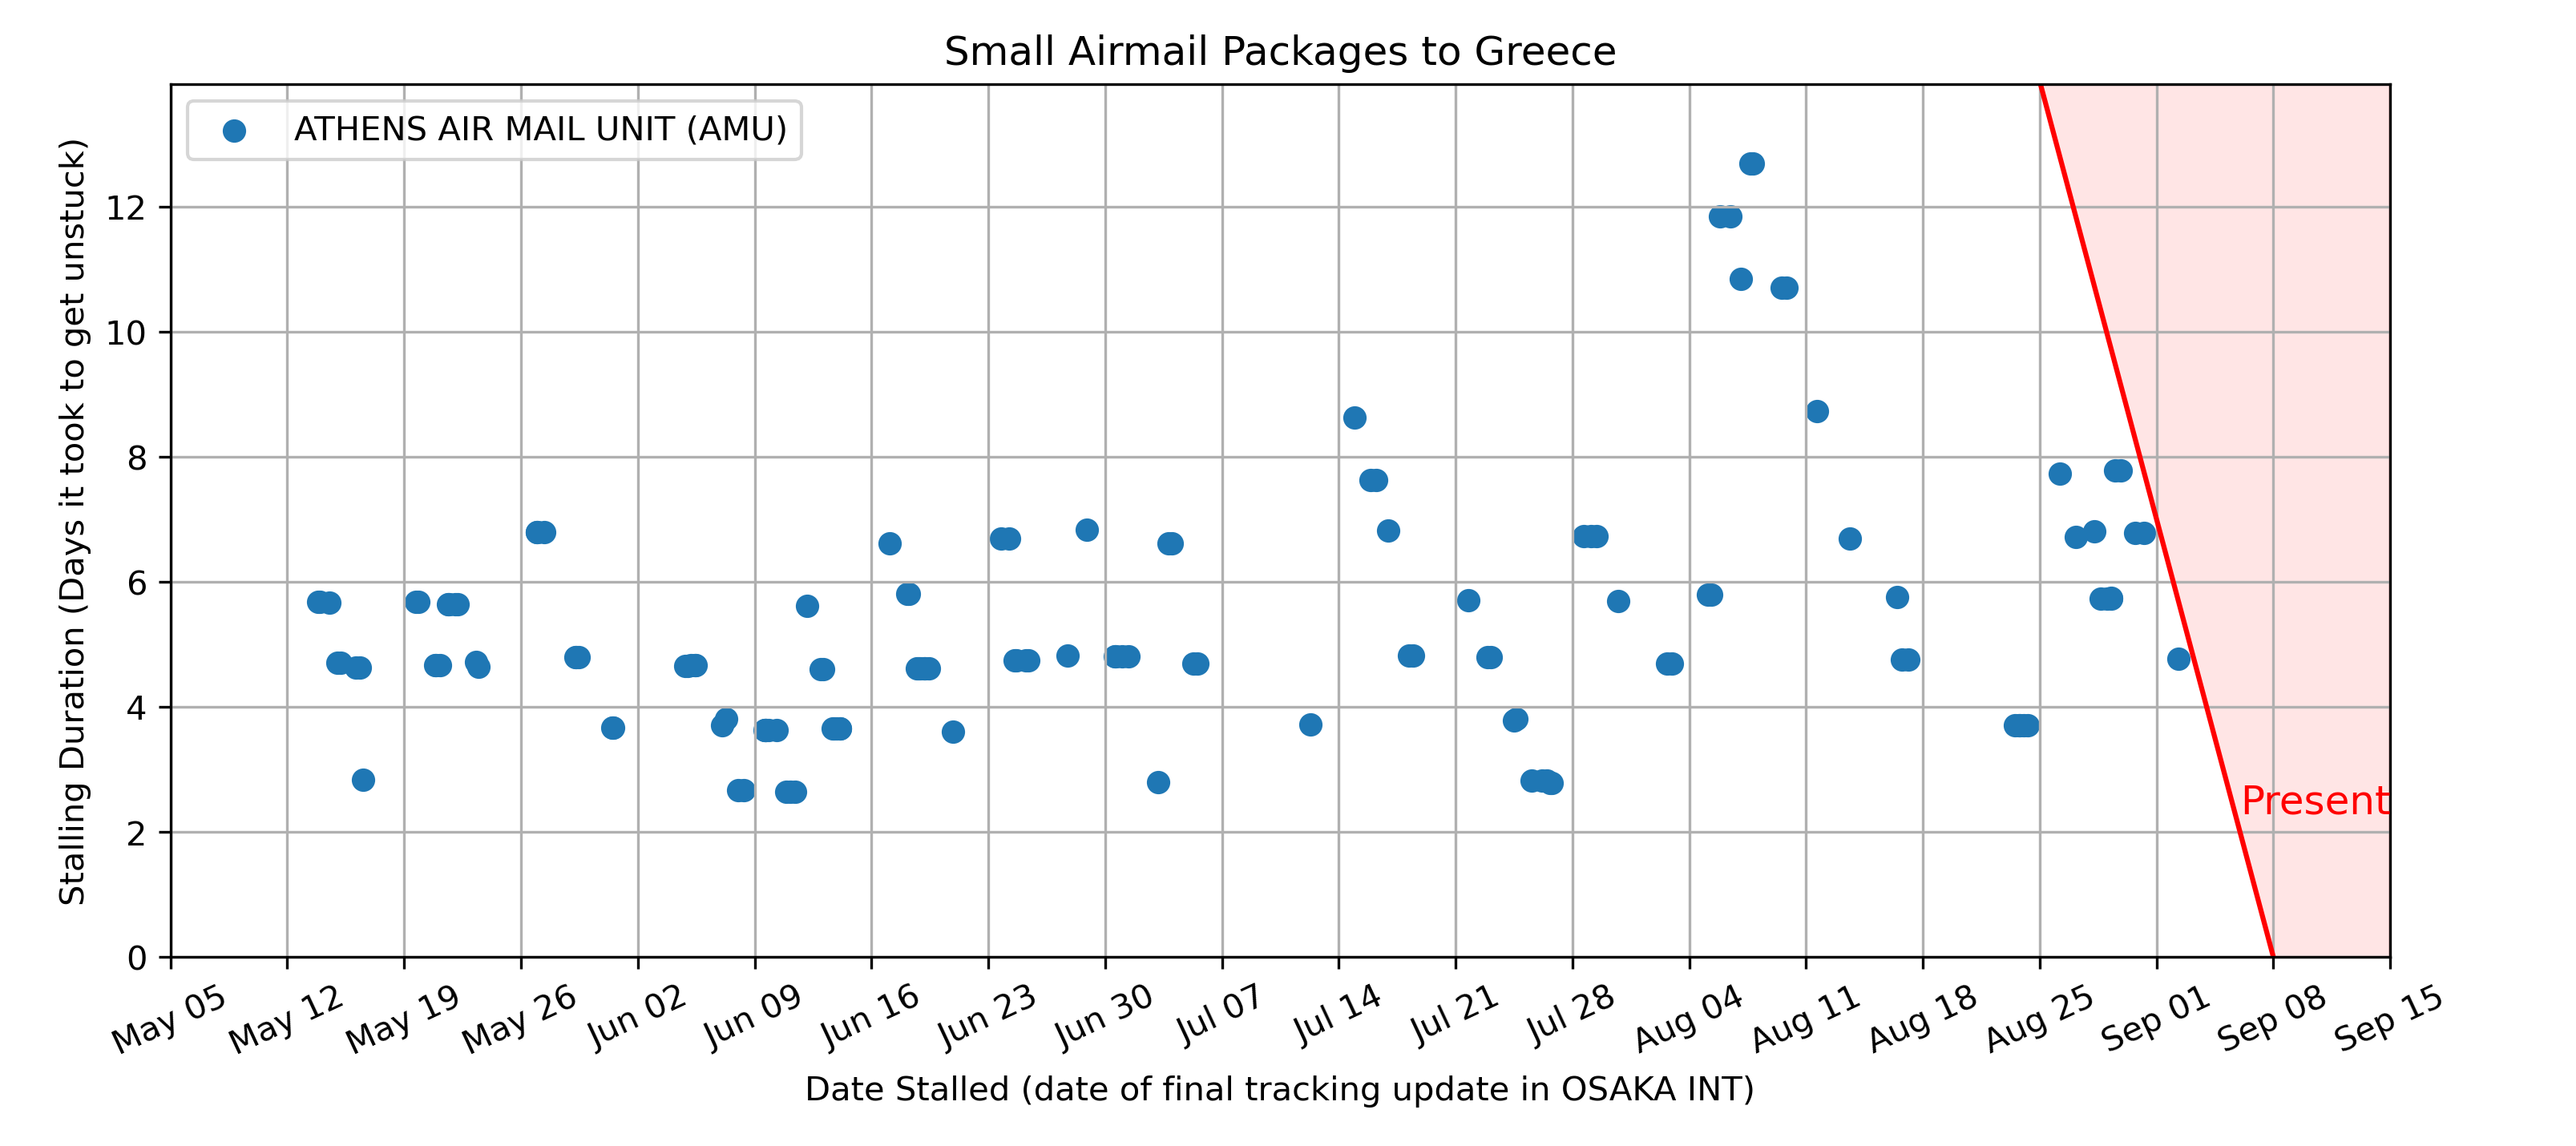 Small Airmail Packages to Greece
ATHENS AIR MAIL UNIT (AMU)
Stalling Duration (Days it took to get unstuck)
12
10
8
6
4
2
0
Present
May 05
May 12
May 19
May 26
Jun 02
Jun 09
Jun 16
Jun 23
Jun 30
Jul 07
Jul 14
Jul 21
Jul 28
Aug 04
Aug 11
Aug 18
Aug 25
Sep 01
Sep 08
Sep 15
Date Stalled (date of final tracking update in OSAKA INT)